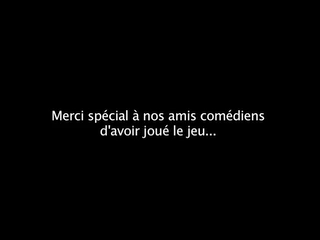 Merci spécial à nos amis comédiens
d'avoir joué le jeu...